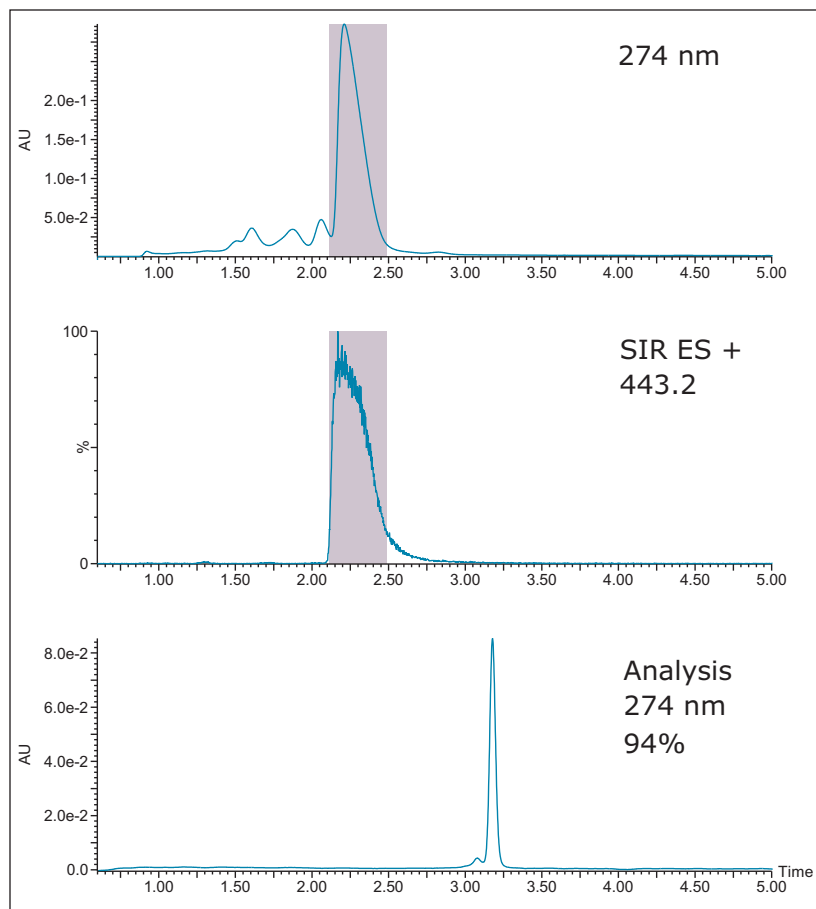 274 nm
AU
2.0e-1
1.5e-1
1.0e-1
5.0e-2
1.00 1.50 2.00 2.50 3.00 3.50 4.00 4.50 5.00
SIR ES +
443.2
100
%
0
1.00 1.50 2.00 2.50 3.00 3.50 4.00 4.50 5.00
Analysis
274 nm
94%
AU
8.0e-2
6.0e-2
4.0e-2
2.0e-2
0.0
1.00 1.50 2.00 2.50 3.00 3.50 4.00 4.50 5.00 Time